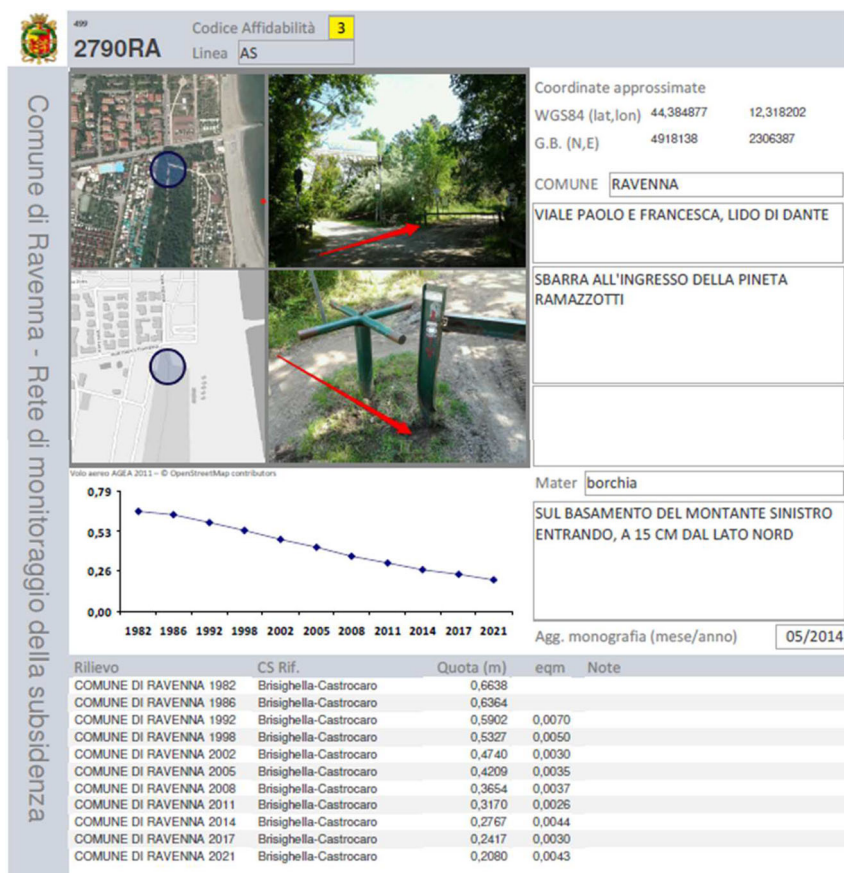 499
2790RA
Codice Affidabilità 3
Linea AS
Comune di Ravenna - Rete di monitoraggio della subsidenza
Coordinate approssimate
WGS84 (lat,lon) 44,384877 12,318202
G.B. (N,E) 4918138 2306387
COMUNE RAVENNA
VIALE PAOLO E FRANCESCA, LIDO DI DANTE
SBARRA ALL'INGRESSO DELLA PINETA
RAMAZZOTTI
Volo aereo AGEA 2011 – © OpenStreetMap contributors
Mater borchia
SUL BASAMENTO DEL MONTANTE SINISTRO
ENTRANDO, A 15 CM DAL LATO NORD
Agg. monografia (mese/anno) 05/2014
0,79
0,53
0,26
0,00
1982 1986 1992 1998 2002 2005 2008 2011 2014 2017 2021
Rilievo CS Rif. Quota (m) eqm Note
COMUNE DI RAVENNA 1982 Brisighella-Castrocaro 0,6638
COMUNE DI RAVENNA 1986 Brisighella-Castrocaro 0,6364
COMUNE DI RAVENNA 1992 Brisighella-Castrocaro 0,5902 0,0070
COMUNE DI RAVENNA 1998 Brisighella-Castrocaro 0,5327 0,0050
COMUNE DI RAVENNA 2002 Brisighella-Castrocaro 0,4740 0,0030
COMUNE DI RAVENNA 2005 Brisighella-Castrocaro 0,4209 0,0035
COMUNE DI RAVENNA 2008 Brisighella-Castrocaro 0,3654 0,0037
COMUNE DI RAVENNA 2011 Brisighella-Castrocaro 0,3170 0,0026
COMUNE DI RAVENNA 2014 Brisighella-Castrocaro 0,2767 0,0044
COMUNE DI RAVENNA 2017 Brisighella-Castrocaro 0,2417 0,0030
COMUNE DI RAVENNA 2021 Brisighella-Castrocaro 0,2080 0,0043